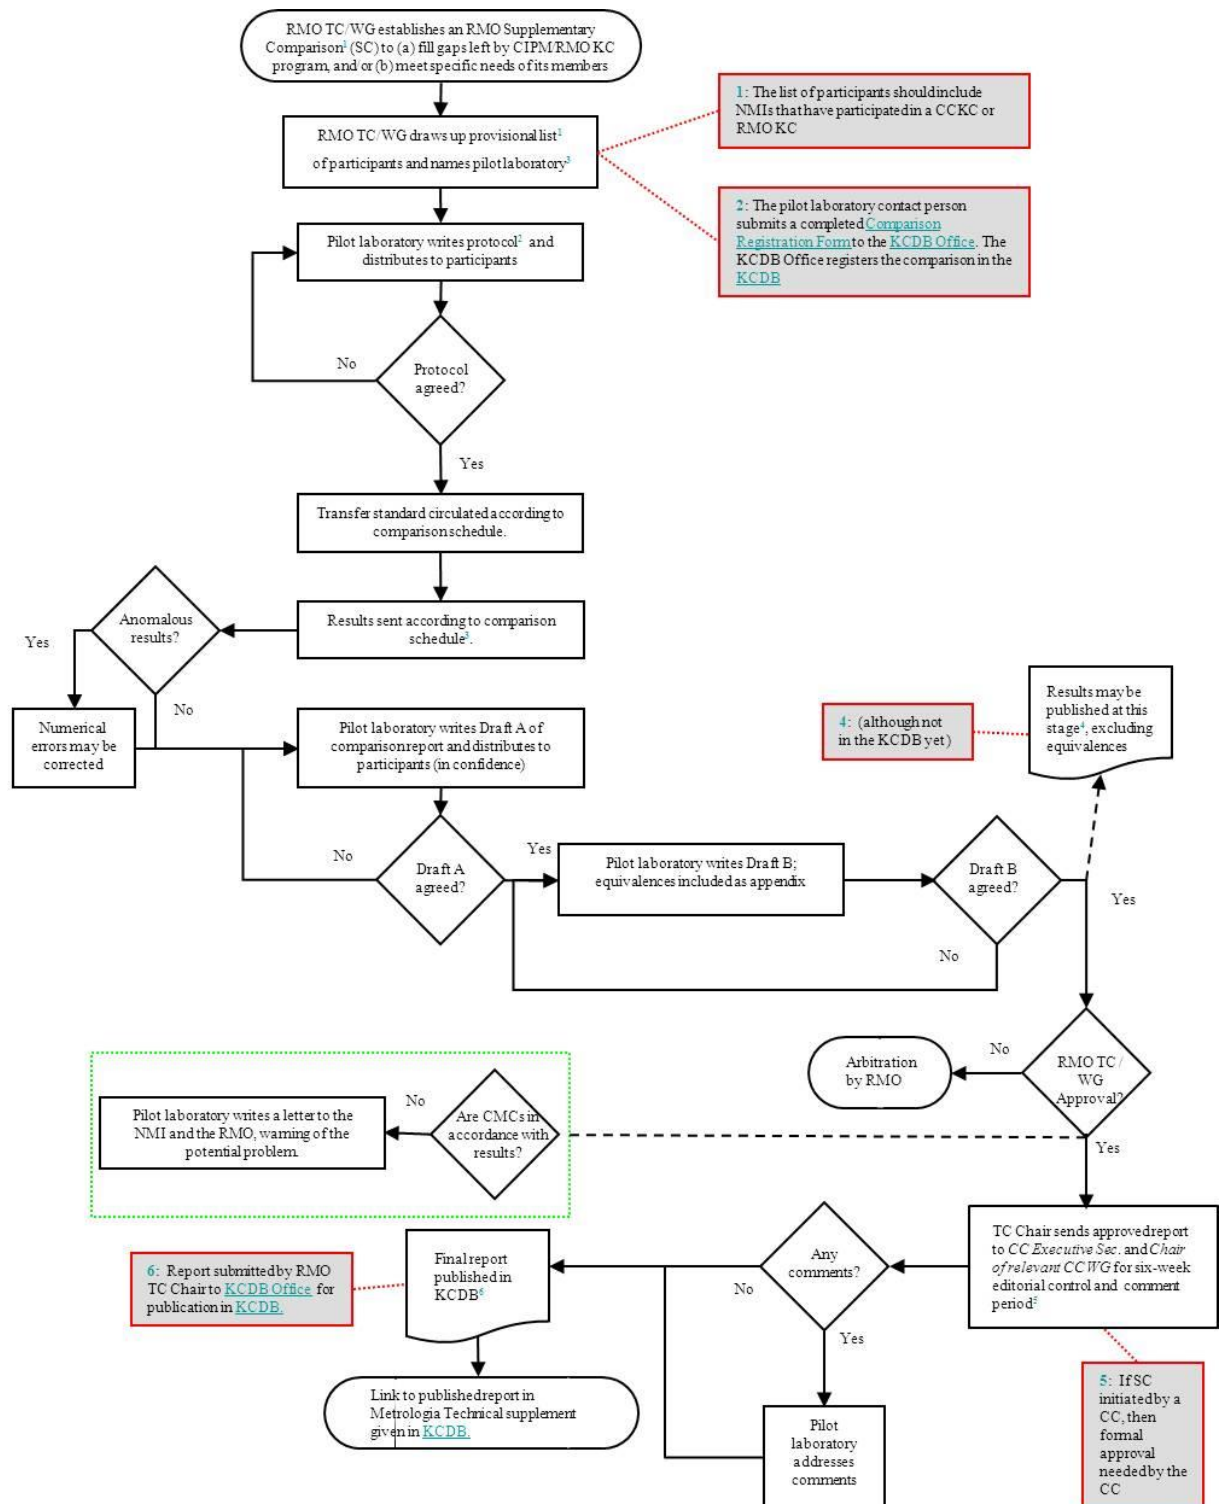 RMO TC/WG establishes an RMO Supplementary
Comparison¹ (SC) to (a) fill gaps left by CIPM/RMO KC
program, and/or (b) meet specific needs of its members
1: The list of participants should include
NMIs that have participated in a CCKC or
RMO KC
RMO TC/WG draws up provisional list¹
of participants and names pilot laboratory³
2: The pilot laboratory contact person
submits a completed Comparison
Registration Form to the KCDB Office. The
KCDB Office registers the comparison in the
KCDB
Pilot laboratory writes protocol² and
distributes to participants
No
Protocol
agreed?
Yes
Transfer standard circulated according to
comparison schedule.
Anomalous
results?
Yes
Results sent according to comparison
schedule³.
No
Numerical
errors may be
corrected
Pilot laboratory writes Draft A of
comparison report and distributes to
participants (in confidence)
4: (although not
in the KCDB yet)
Results may be
published at this
stage⁴, excluding
equivalences
No
Draft A
agreed?
Yes
Pilot laboratory writes Draft B;
equivalences included as appendix
Draft B
agreed?
Yes
No
Arbitration
by RMO
No
RMO TC /
WG
Approval?
Yes
Pilot laboratory writes a letter to the
NMI and the RMO, warning of the
potential problem.
No
Are CMCs in
accordance with
results?
TC Chair sends approved report
to CC Executive Sec. and Chair
of relevant CCWG for six-week
editorial control and comment
period⁵
Any
comments?
No
Yes
6: Report submitted by RMO
TC Chair to KCDB Office for
publication in KCDB.
Final report
published in
KCDB⁶
Link to published report in
Metrologia Technical supplement
given in KCDB.
Pilot
laboratory
addresses
comments
5: If SC
initiated by a
CC, then
formal
approval
needed by the
CC